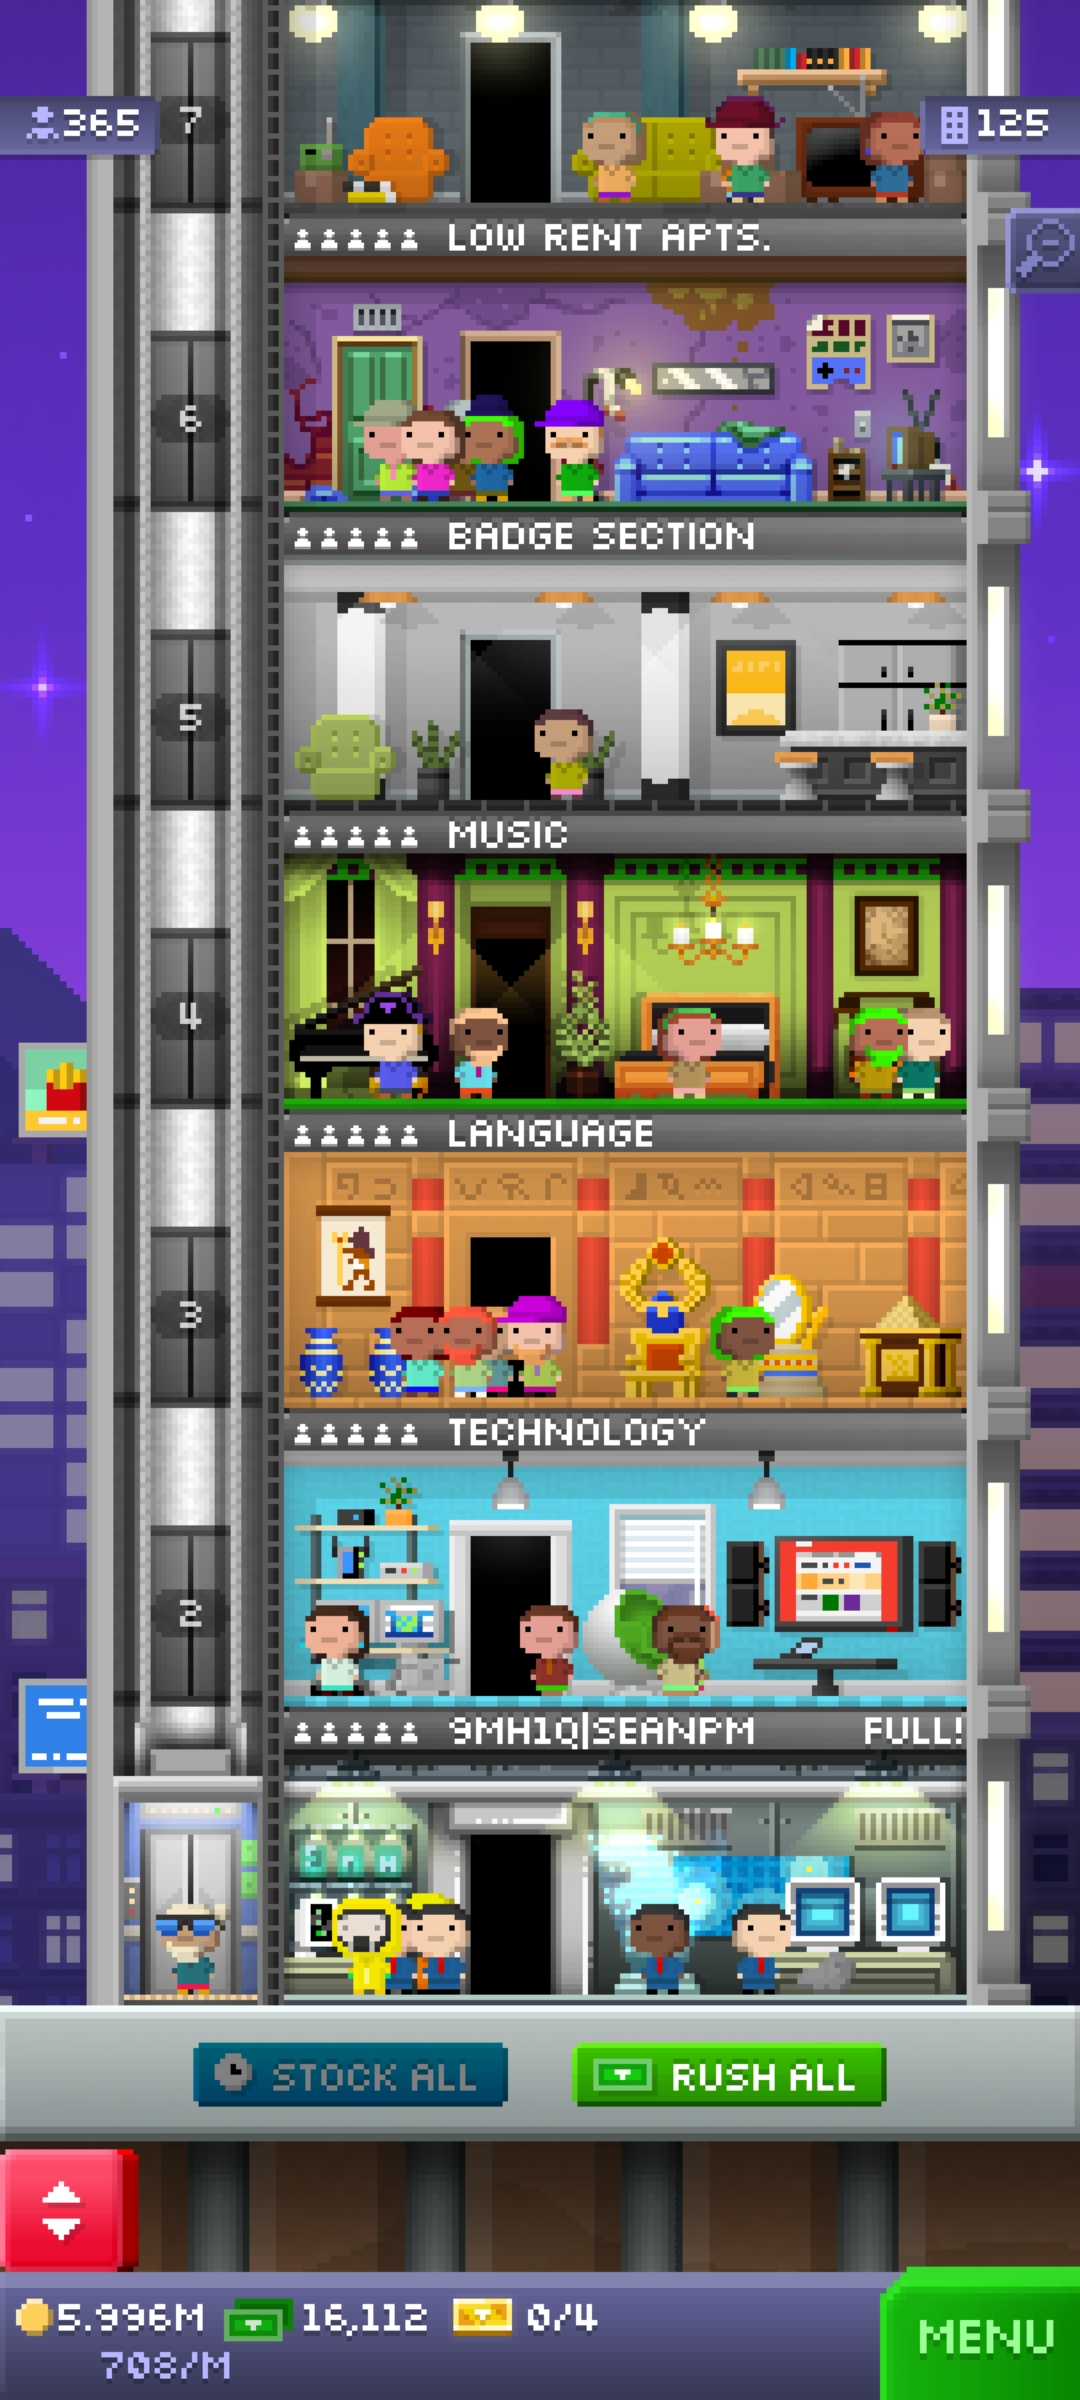 7
365
125
LOW RENT APTS.
6
BADGE SECTION
5
MUSIC
4
LANGUAGE
3
TECHNOLOGY
2
9MH1Q|SEANPM FULL!
STOCK ALL
RUSH ALL
5.996M 16,112 0/4
708/M
MENU